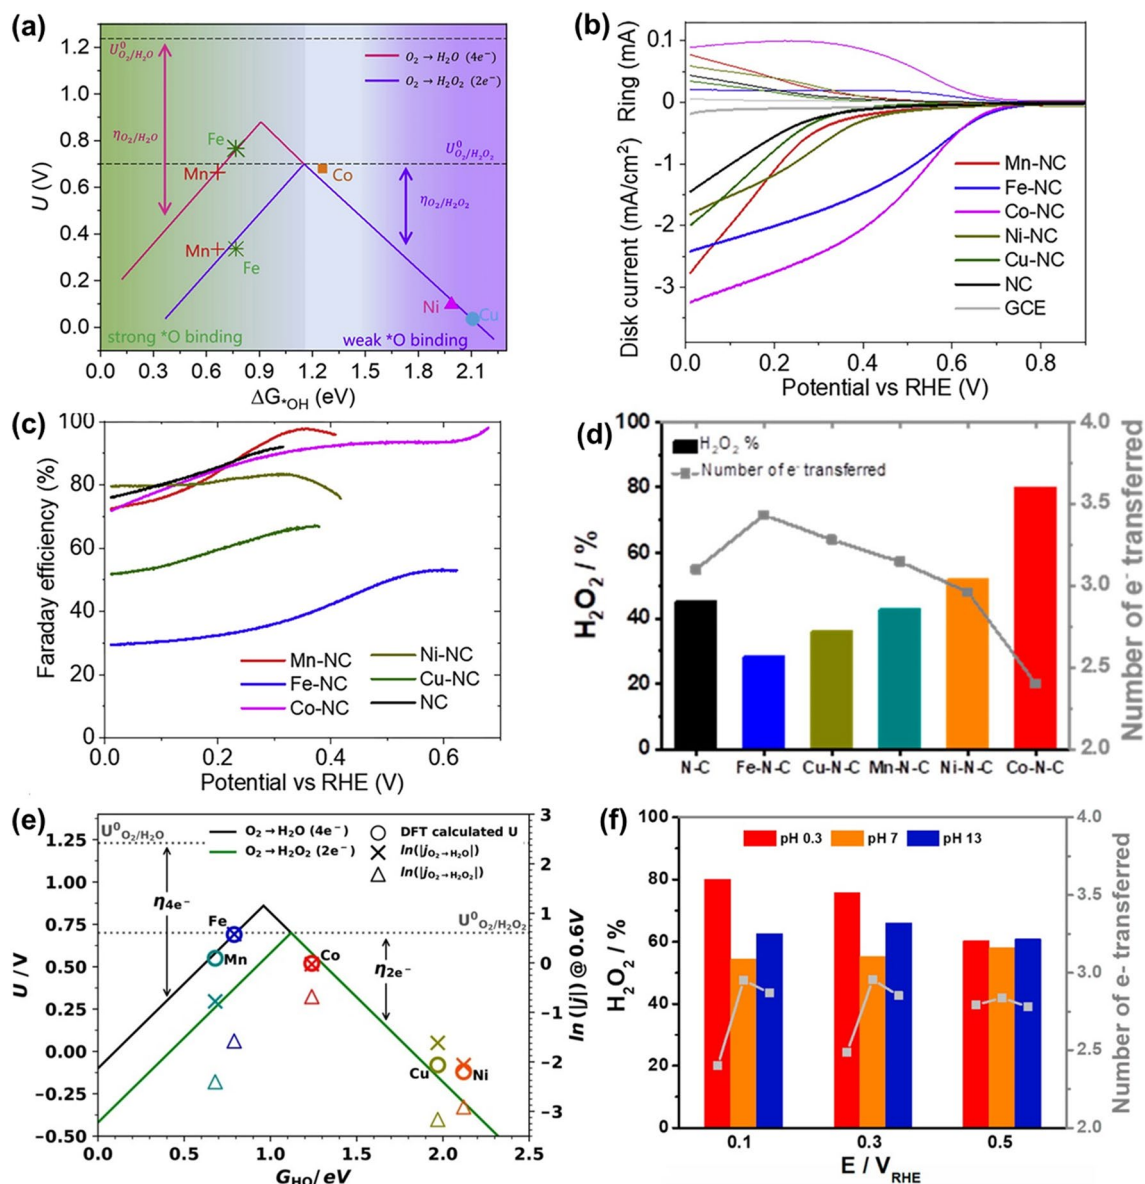 (a)
1.2
1.0
0.8
0.6
0.4
0.2
0.0
U (V)
U⁰O₂/H₂O
O₂ → H₂O (4e⁻)
O₂ → H₂O₂ (2e⁻)
ηO₂/H₂O
Fe
U⁰O₂/H₂O₂
Mn
Co
ηO₂/H₂O₂
Mn
Fe
Ni
Cu
strong *O binding
weak *O binding
0.0 0.3 0.6 0.9 1.2 1.5 1.8 2.1
ΔG*OH (eV)
(b)
0.1
0
-1
-2
-3
Ring (mA)
Disk current (mA/cm²)
Mn-NC
Fe-NC
Co-NC
Ni-NC
Cu-NC
NC
GCE
0.0 0.2 0.4 0.6 0.8
Potential vs RHE (V)
(c)
100
80
60
40
20
0
Faraday efficiency (%)
Mn-NC
Fe-NC
Co-NC
Ni-NC
Cu-NC
NC
0.0 0.2 0.4 0.6
Potential vs RHE (V)
(d)
100
80
60
40
20
0
H₂O₂ / %
H₂O₂ %
Number of e⁻ transferred
4.0
3.5
3.0
2.5
2.0
Number of e⁻ transferred
N-C Fe-N-C Cu-N-C Mn-N-C Ni-N-C Co-N-C
(e)
1.25
1.00
0.75
0.50
0.25
0.00
−0.25
−0.50
U /V
U⁰O₂/H₂O
O₂→H₂O (4e⁻)
O₂→H₂O₂ (2e⁻)
DFT calculated U
ln(|jO₂→H₂O|)
ln(|jO₂→H₂O₂|)
η4e⁻
Fe
U⁰O₂/H₂O₂
Mn
Co
η2e⁻
Cu
Ni
3
2
1
0
−1
−2
−3
ln (|j|) @ 0.6V
0.0 0.5 1.0 1.5 2.0 2.5
GHO/eV
(f)
100
80
60
40
20
0
H₂O₂ / %
pH 0.3 pH 7 pH 13
4.0
3.5
3.0
2.5
2.0
Number of e- transferred
0.1 0.3 0.5
E / VRHE